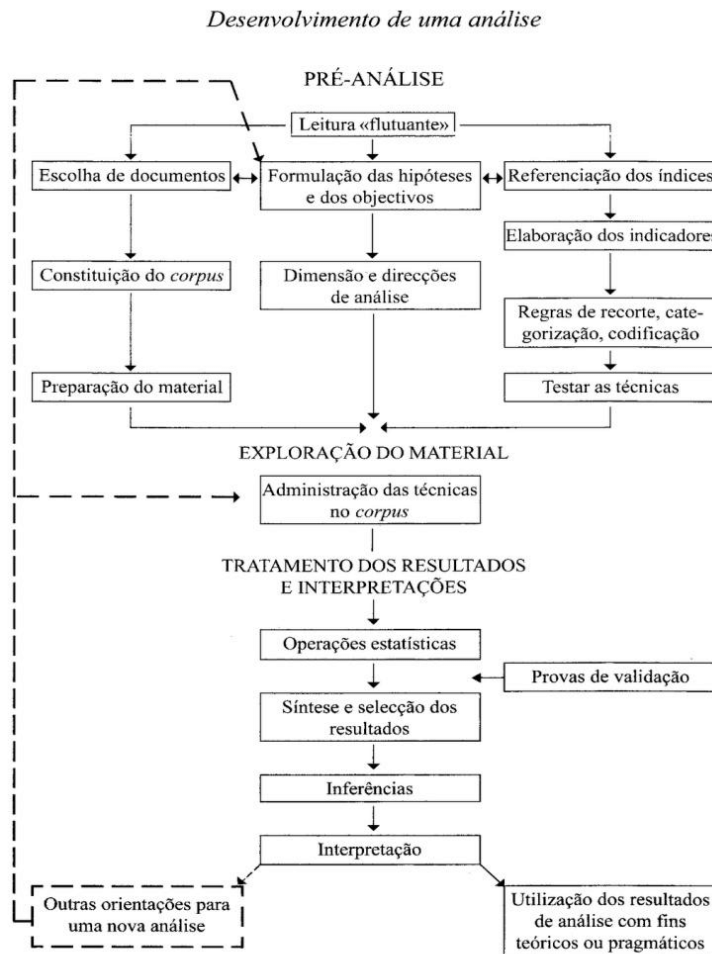 Desenvolvimento de uma análise
PRÉ-ANÁLISE
Leitura «flutuante»
Escolha de documentos
Formulação das hipóteses
e dos objectivos
Referenciação dos índices
Elaboração dos indicadores
Constituição do corpus
Dimensão e direcções
de análise
Regras de recorte, cate-
gorização, codificação
Preparação do material
Testar as técnicas
EXPLORAÇÃO DO MATERIAL
Administração das técnicas
no corpus
TRATAMENTO DOS RESULTADOS
E INTERPRETAÇÕES
Operações estatísticas
Provas de validação
Síntese e selecção dos
resultados
Inferências
Interpretação
Outras orientações para
uma nova análise
Utilização dos resultados
de análise com fins
teóricos ou pragmáticos